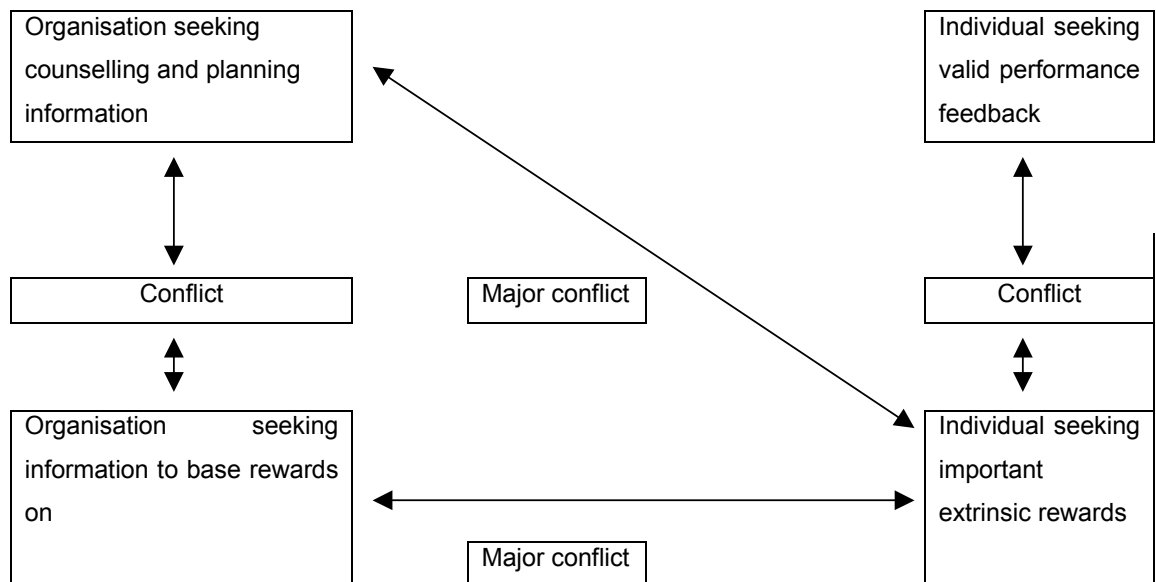 Organisation seeking
counselling and planning
information
Individual seeking
valid performance
feedback
Conflict
Major conflict
Conflict
Organisation seeking
information to base rewards
on
Individual seeking
important
extrinsic rewards
Major conflict